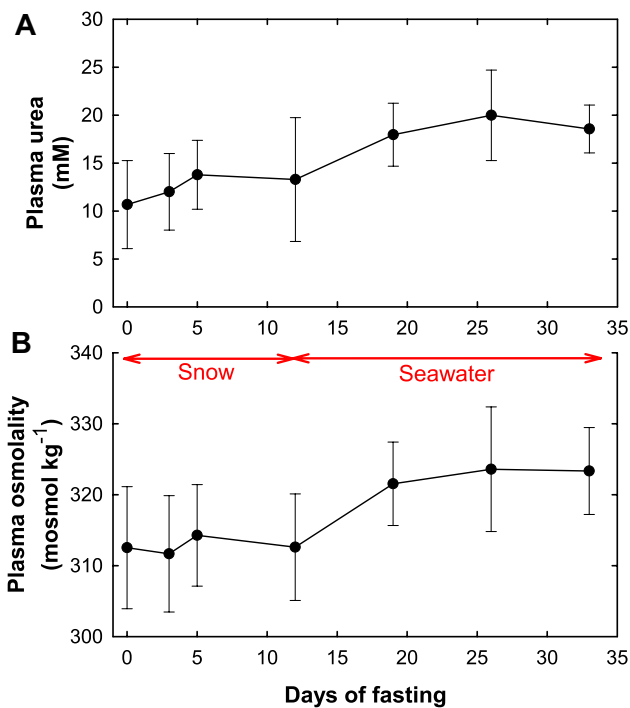 A
30
25
20
15
10
5
0
Plasma urea
(mM)
0 5 10 15 20 25 30 35
B
340
330
320
310
300
Plasma osmolality
(mosmol kg-1)
Snow
Seawater
0 5 10 15 20 25 30 35
Days of fasting